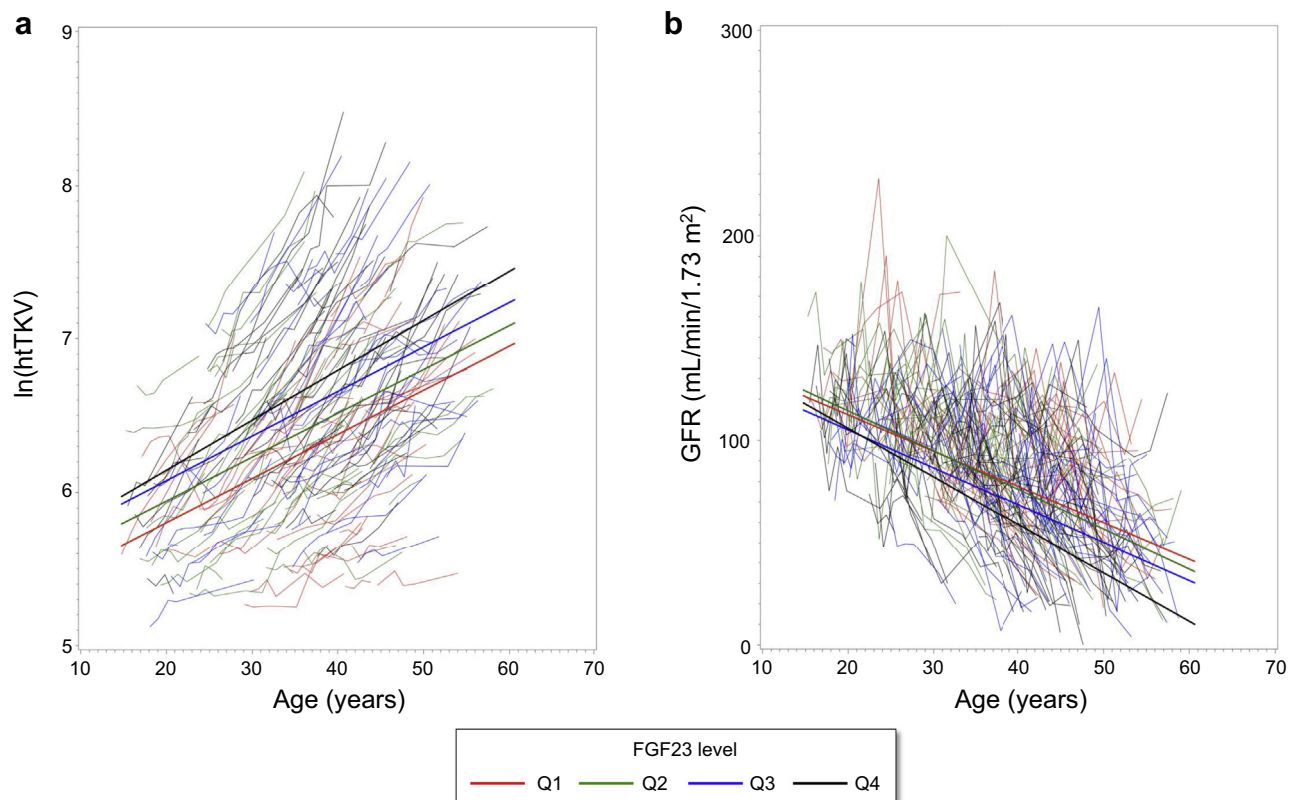 a
9
8
7
6
5
ln(htTKV)
10 20 30 40 50 60 70
Age (years)
b
300
200
100
0
GFR (mL/min/1.73 m²)
10 20 30 40 50 60 70
Age (years)
FGF23 level
Q1 Q2 Q3 Q4